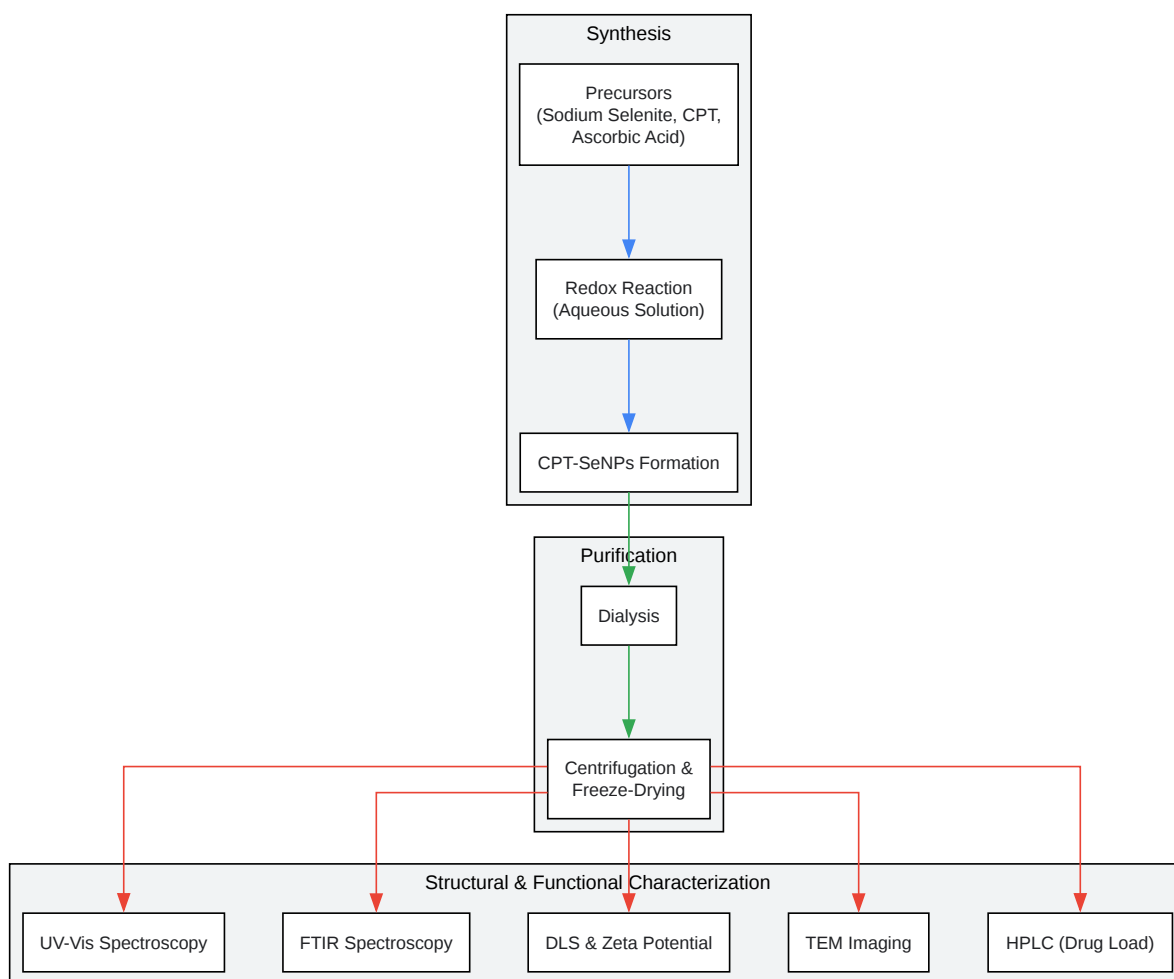 Synthesis
Precursors
(Sodium Selenite, CPT,
Ascorbic Acid)
Redox Reaction
(Aqueous Solution)
CPT-SeNPs Formation
Purification
Dialysis
Centrifugation &
Freeze-Drying
Structural & Functional Characterization
UV-Vis Spectroscopy
FTIR Spectroscopy
DLS & Zeta Potential
TEM Imaging
HPLC (Drug Load)